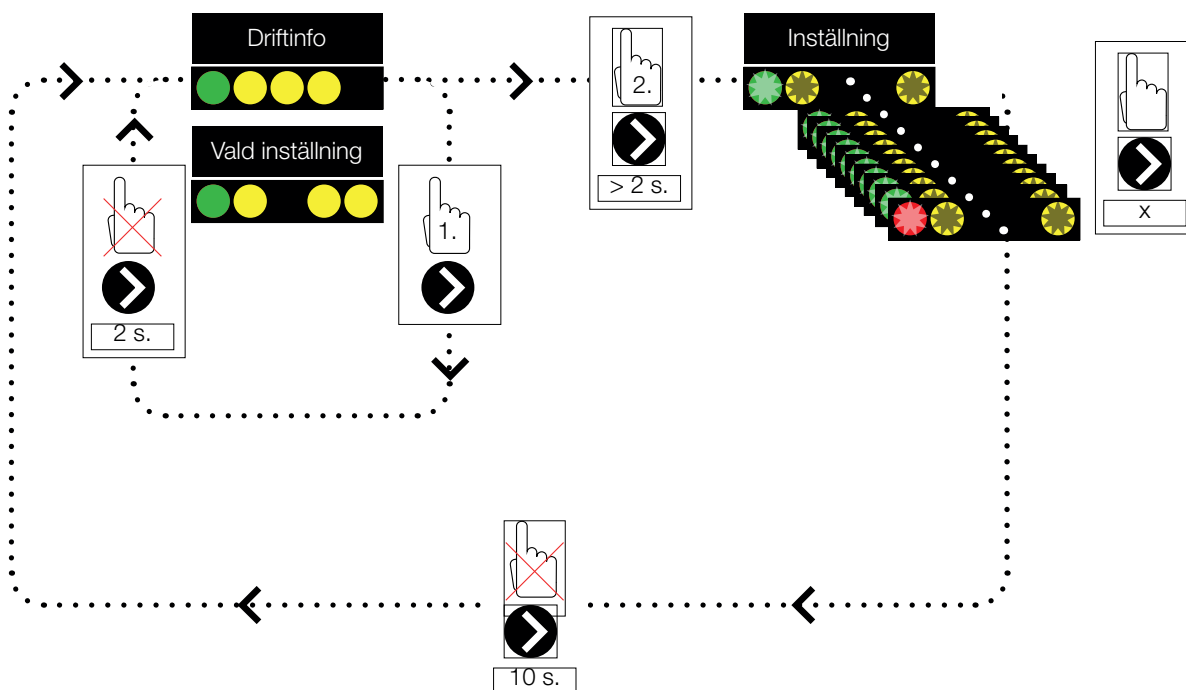 Driftinfo
Inställning
2.
> 2 s.
x
Vald inställning
1.
2 s.
10 s.